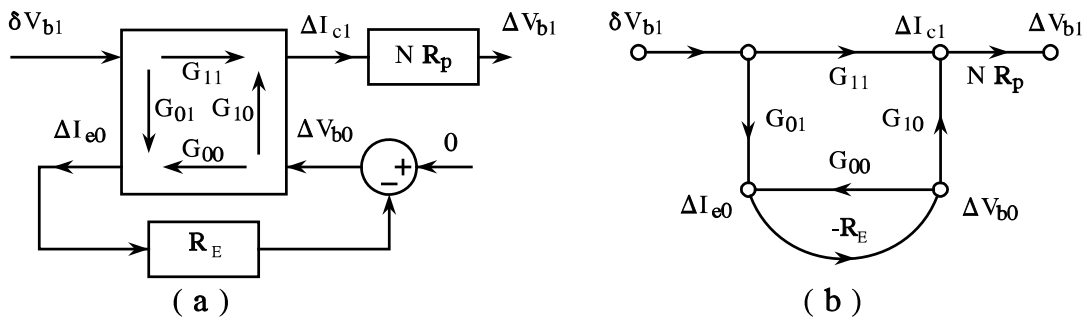 δV_b1
ΔI_c1
ΔV_b1
N R_p
G_11
G_01
G_10
G_00
ΔI_e0
ΔV_b0
0
+
−
R_E
( a )
δV_b1
ΔI_c1
ΔV_b1
G_11
N R_p
G_01
G_10
G_00
ΔI_e0
ΔV_b0
-R_E
( b )